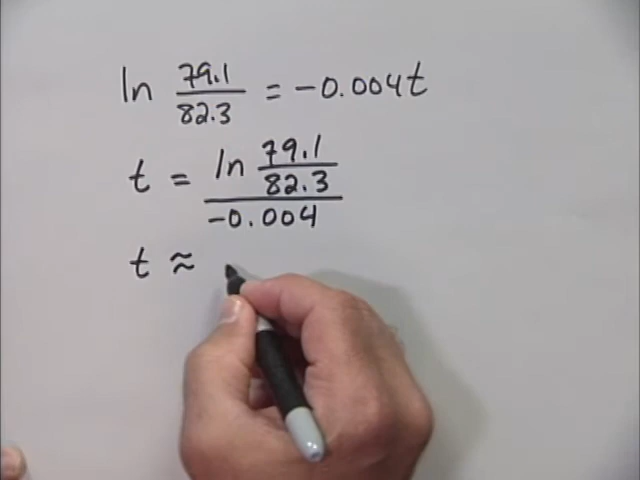 ln 79.1/82.3 = -0.004t
t = ln 79.1/82.3 / -0.004
t ≈